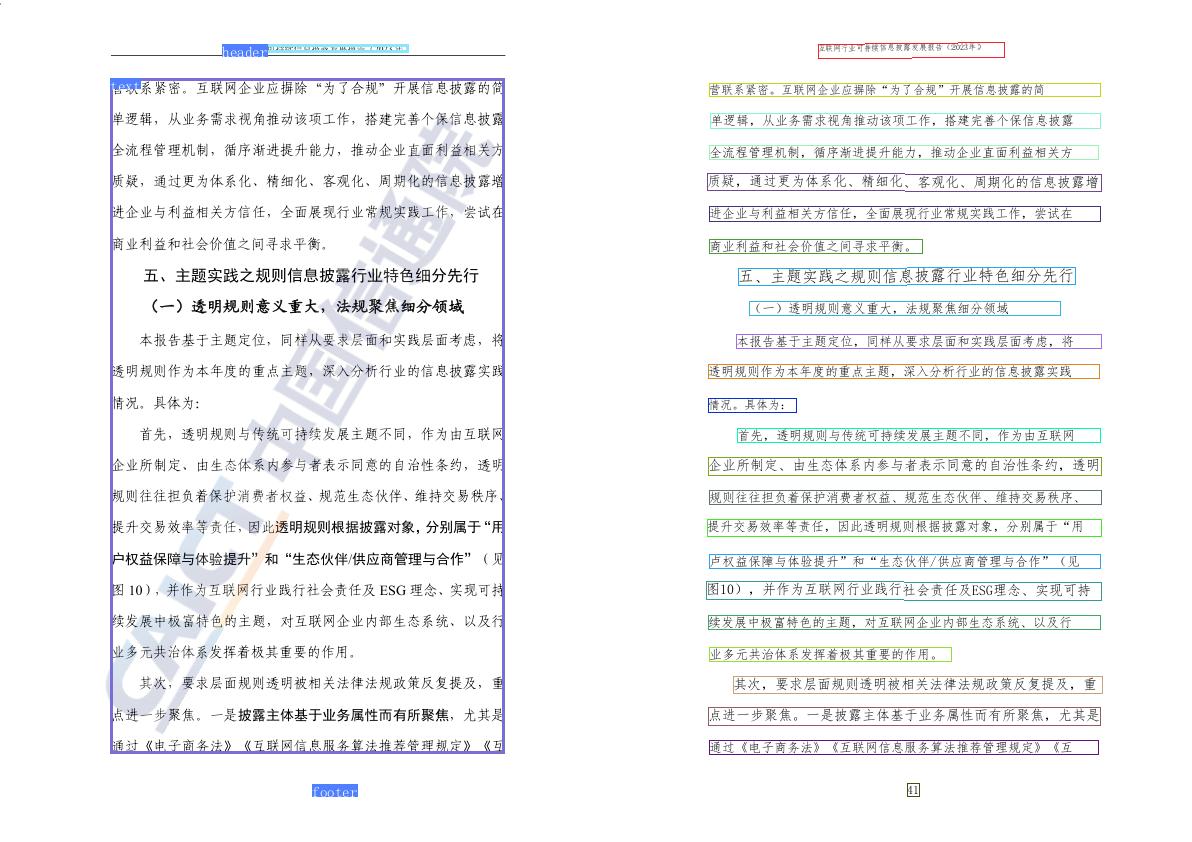 header
互联网行业可持续信息披露发展报告（2023年）
text
营联系紧密。互联网企业应摒除“为了合规”开展信息披露的简
单逻辑，从业务需求视角推动该项工作，搭建完善个保信息披露
全流程管理机制，循序渐进提升能力，推动企业直面利益相关方
质疑，通过更为体系化、精细化、客观化、周期化的信息披露增
进企业与利益相关方信任，全面展现行业常规实践工作，尝试在
商业利益和社会价值之间寻求平衡。
五、主题实践之规则信息披露行业特色细分先行
（一）透明规则意义重大，法规聚焦细分领域
本报告基于主题定位，同样从要求层面和实践层面考虑，将
透明规则作为本年度的重点主题，深入分析行业的信息披露实践
情况。具体为：
首先，透明规则与传统可持续发展主题不同，作为由互联网
企业所制定、由生态体系内参与者表示同意的自治性条约，透明
规则往往担负着保护消费者权益、规范生态伙伴、维持交易秩序、
提升交易效率等责任，因此透明规则根据披露对象，分别属于“用
户权益保障与体验提升”和“生态伙伴/供应商管理与合作”（见
图 10），并作为互联网行业践行社会责任及 ESG 理念、实现可持
续发展中极富特色的主题，对互联网企业内部生态系统、以及行
业多元共治体系发挥着极其重要的作用。
其次，要求层面规则透明被相关法律法规政策反复提及，重
点进一步聚焦。一是披露主体基于业务属性而有所聚焦，尤其是
通过《电子商务法》《互联网信息服务算法推荐管理规定》《互
CAICT 中国信通院
footer
互联网行业可持续信息披露发展报告（2023年）
营联系紧密。互联网企业应摒除“为了合规”开展信息披露的简
单逻辑，从业务需求视角推动该项工作，搭建完善个保信息披露
全流程管理机制，循序渐进提升能力，推动企业直面利益相关方
质疑，通过更为体系化、精细化、客观化、周期化的信息披露增
进企业与利益相关方信任，全面展现行业常规实践工作，尝试在
商业利益和社会价值之间寻求平衡。
五、主题实践之规则信息披露行业特色细分先行
（一）透明规则意义重大，法规聚焦细分领域
本报告基于主题定位，同样从要求层面和实践层面考虑，将
透明规则作为本年度的重点主题，深入分析行业的信息披露实践
情况。具体为：
首先，透明规则与传统可持续发展主题不同，作为由互联网
企业所制定、由生态体系内参与者表示同意的自治性条约，透明
规则往往担负着保护消费者权益、规范生态伙伴、维持交易秩序、
提升交易效率等责任，因此透明规则根据披露对象，分别属于“用
卢权益保障与体验提升”和“生态伙伴/供应商管理与合作”（见
图10），并作为互联网行业践行社会责任及ESG理念、实现可持
续发展中极富特色的主题，对互联网企业内部生态系统、以及行
业多元共治体系发挥着极其重要的作用。
其次，要求层面规则透明被相关法律法规政策反复提及，重
点进一步聚焦。一是披露主体基于业务属性而有所聚焦，尤其是
通过《电子商务法》《互联网信息服务算法推荐管理规定》《互
41